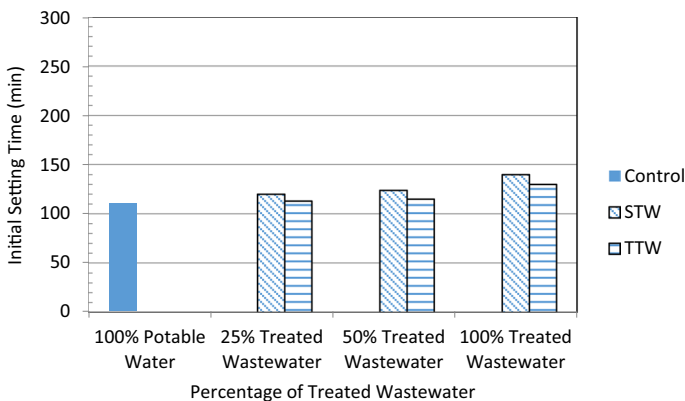 300
250
200
150
100
50
0
Initial Setting Time (min)
100% Potable
Water
25% Treated
Wastewater
50% Treated
Wastewater
100% Treated
Wastewater
Percentage of Treated Wastewater
Control
STW
TTW